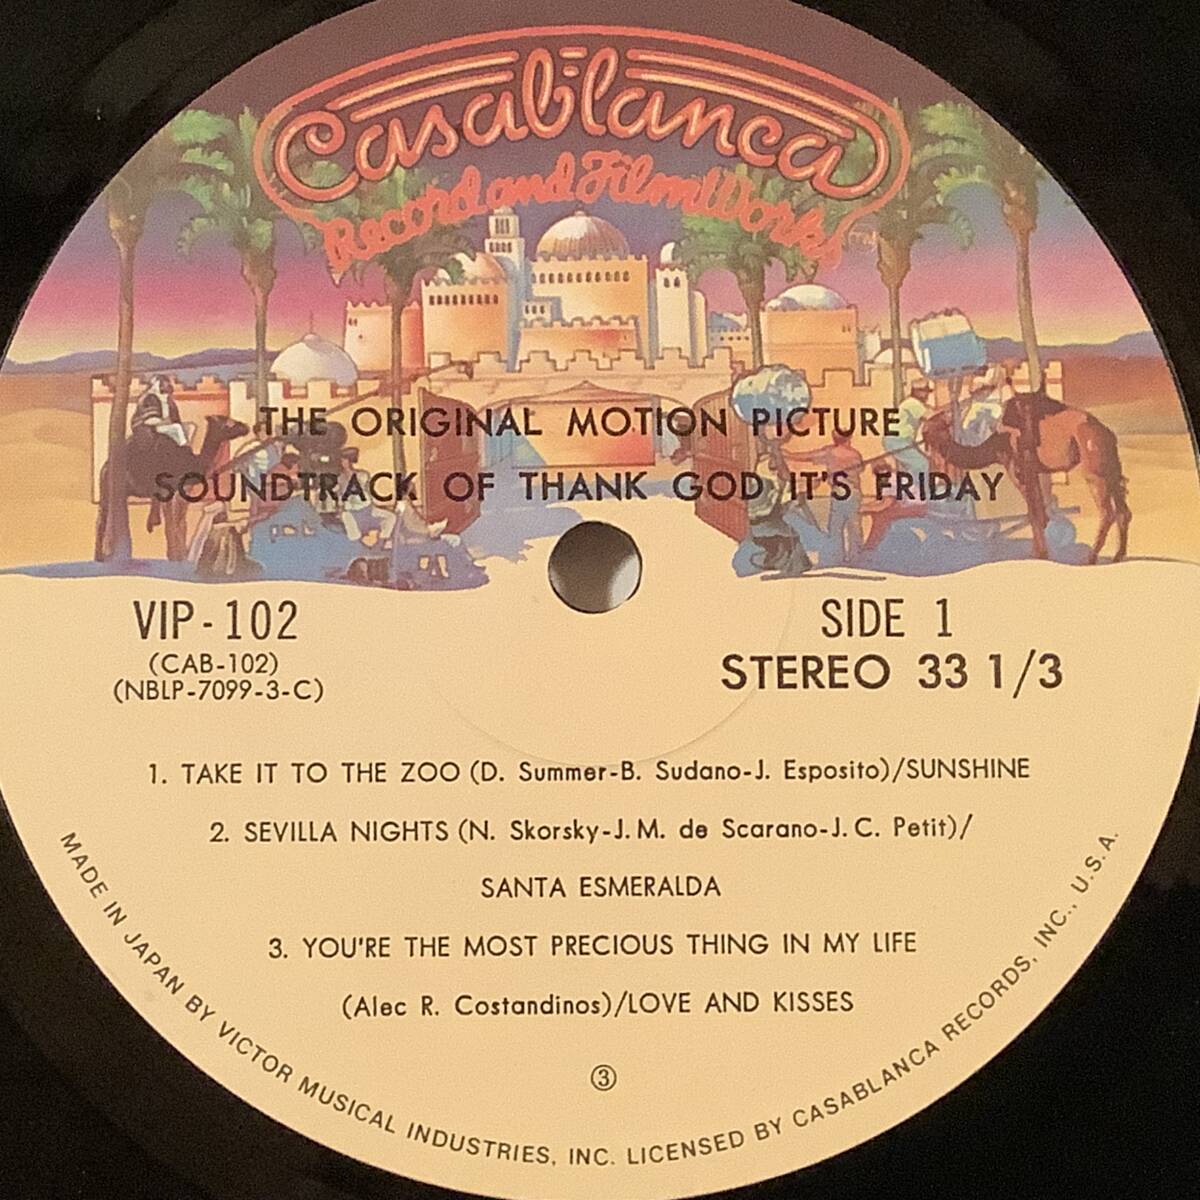 Casablanca
Record and FilmWorks
THE ORIGINAL MOTION PICTURE
SOUNDTRACK OF THANK GOD IT'S FRIDAY
VIP-102
(CAB-102)
(NBLP-7099-3-C)
SIDE 1
STEREO 33 1/3
1. TAKE IT TO THE ZOO (D. Summer-B. Sudano-J. Esposito)/SUNSHINE
2. SEVILLA NIGHTS (N. Skorsky-J.M. de Scarano-J.C. Petit)/
SANTA ESMERALDA
3. YOU'RE THE MOST PRECIOUS THING IN MY LIFE
(Alec R. Costandinos)/LOVE AND KISSES
③
MADE IN JAPAN BY VICTOR MUSICAL INDUSTRIES, INC. LICENSED BY CASABLANCA RECORDS, INC., U.S.A.